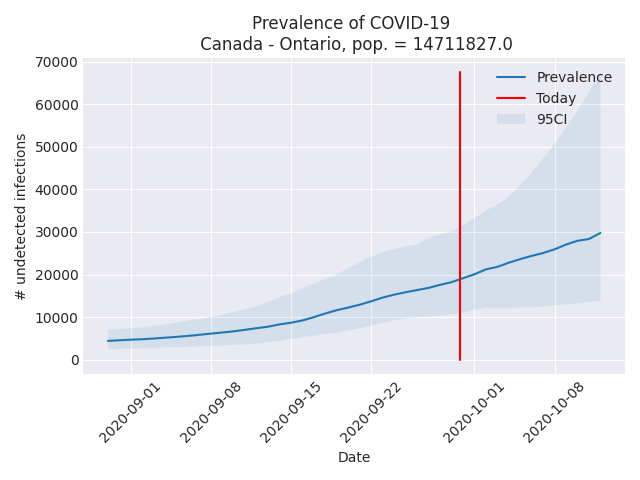 Prevalence of COVID-19
Canada - Ontario, pop. = 14711827.0
70000
60000
50000
40000
30000
20000
10000
0
# undetected infections
Prevalence
Today
95CI
2020-09-01
2020-09-08
2020-09-15
2020-09-22
2020-10-01
2020-10-08
Date